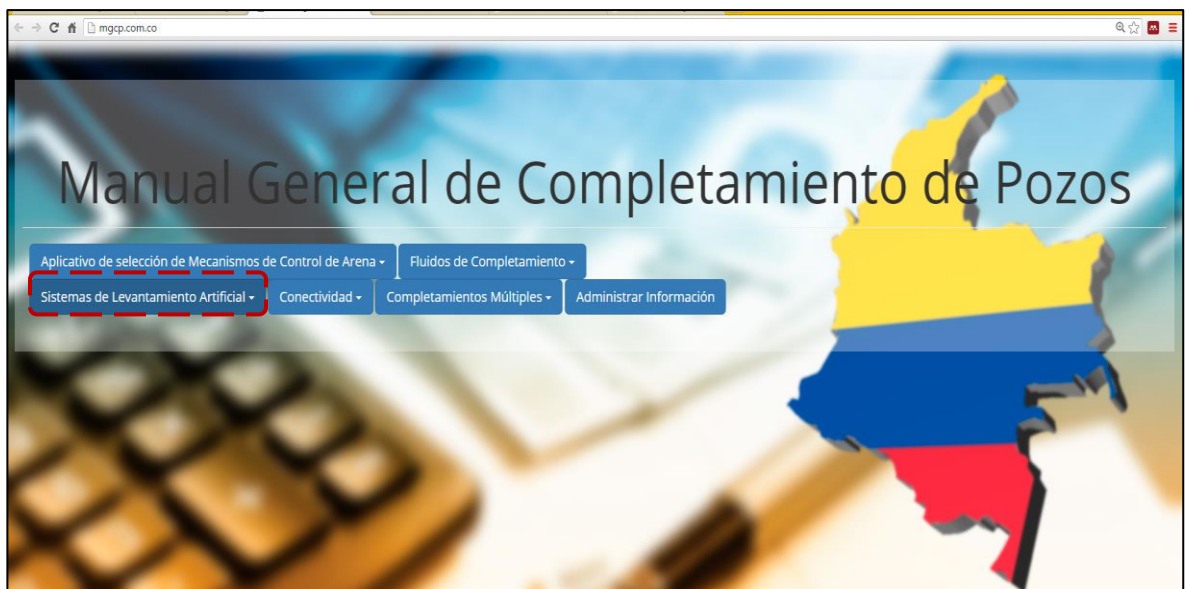 mgcp.com.co
Manual General de Completamiento de Pozos
Aplicativo de selección de Mecanismos de Control de Arena Fluidos de Completamiento
Sistemas de Levantamiento Artificial Conectividad Completamientos Múltiples Administrar Información